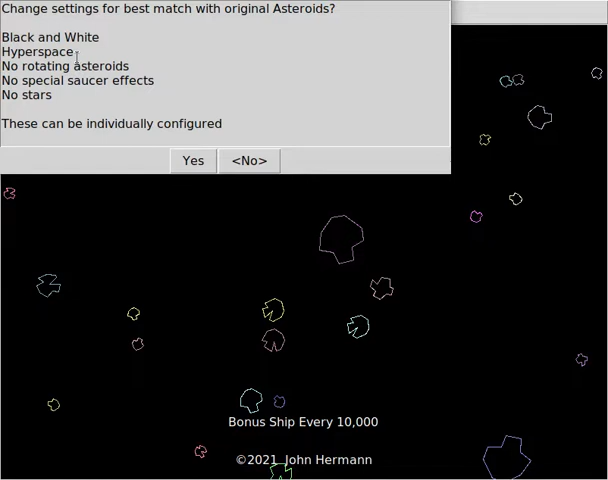 Change settings for best match with original Asteroids?
Black and White
Hyperspace
No rotating asteroids
No special saucer effects
No stars
These can be individually configured
Yes <No>
Bonus Ship Every 10,000
©2021 John Hermann